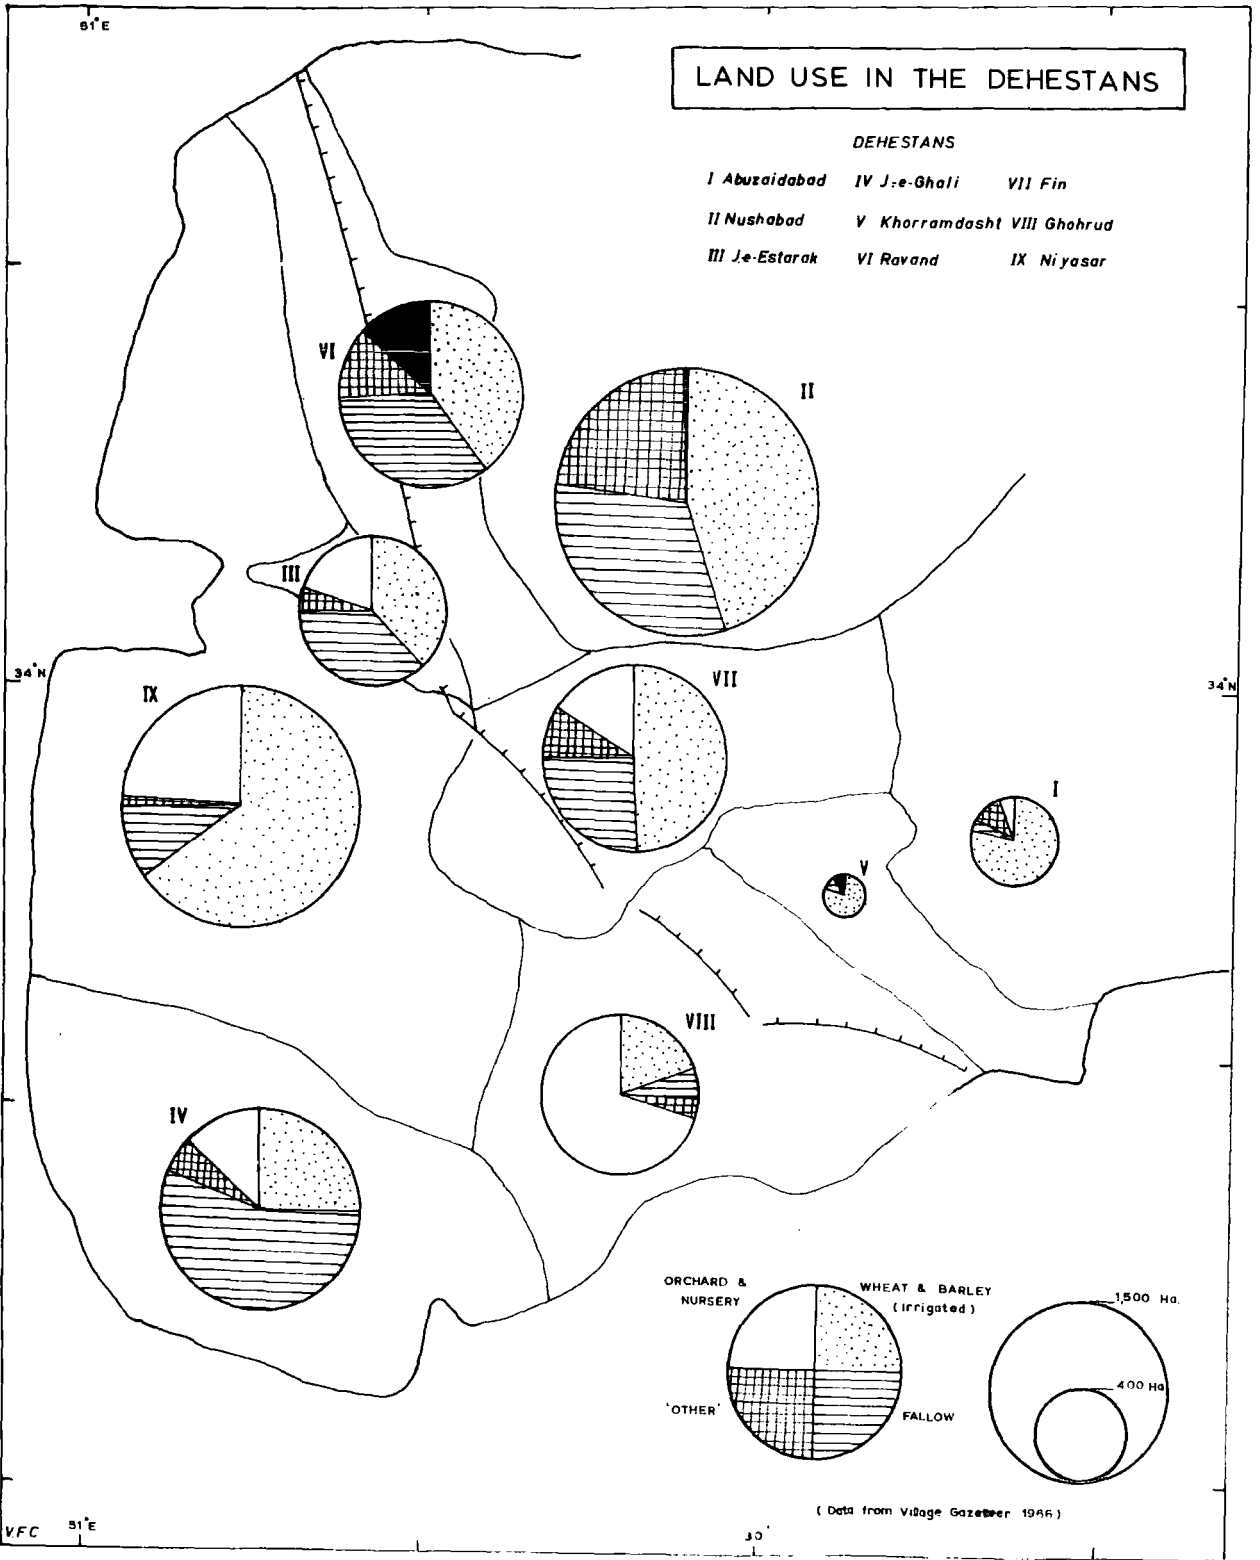 51°E
LAND USE IN THE DEHESTANS
DEHESTANS
I Abuzaidabad IV J.-e-Ghali VII Fin
II Nushabad V Khorramdasht VIII Ghohrud
III J.e-Estarak VI Ravand IX Niyasar
VI
II
III
34°N
34°N
IX
VII
I
V
VIII
IV
ORCHARD & NURSERY
WHEAT & BARLEY (irrigated)
'OTHER'
FALLOW
1,500 Ha.
400 Ha
(Data from Village Gazetteer 1966)
V.F.C
51°E
30'